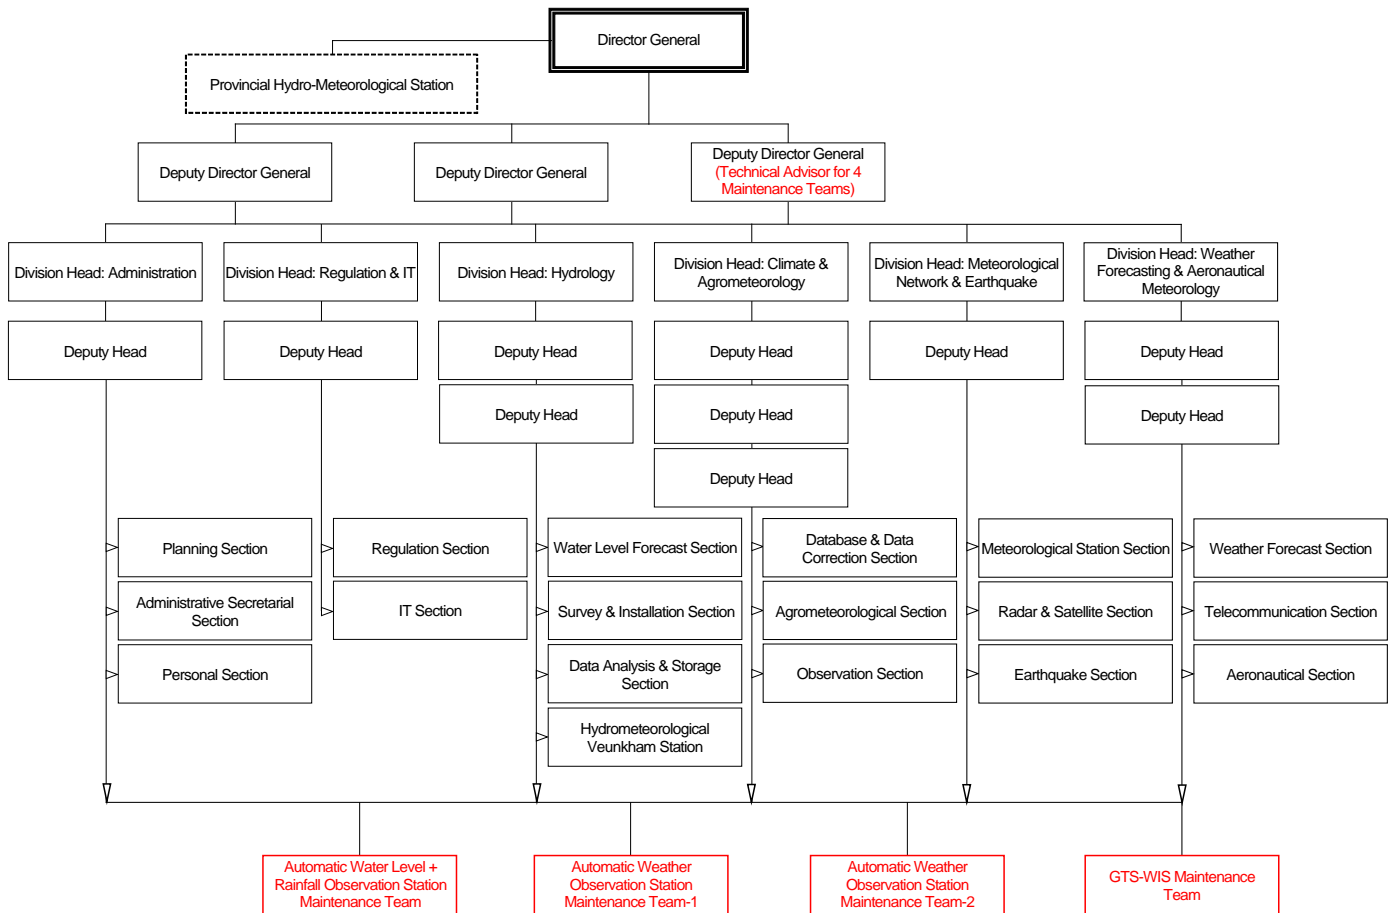 Director General
Provincial Hydro-Meteorological Station
Deputy Director General
Deputy Director General
Deputy Director General
(Technical Advisor for 4
Maintenance Teams)
Division Head: Administration
Division Head: Regulation & IT
Division Head: Hydrology
Division Head: Climate &
Agrometeorology
Division Head: Meteorological
Network & Earthquake
Division Head: Weather
Forecasting & Aeronautical
Meteorology
Deputy Head
Deputy Head
Deputy Head
Deputy Head
Deputy Head
Deputy Head
Deputy Head
Deputy Head
Deputy Head
Deputy Head
Planning Section
Regulation Section
Water Level Forecast Section
Database & Data
Correction Section
Meteorological Station Section
Weather Forecast Section
Administrative Secretarial
Section
IT Section
Survey & Installation Section
Agrometeorological Section
Radar & Satellite Section
Telecommunication Section
Personal Section
Data Analysis & Storage
Section
Observation Section
Earthquake Section
Aeronautical Section
Hydrometeorological
Veunkham Station
Automatic Water Level +
Rainfall Observation Station
Maintenance Team
Automatic Weather
Observation Station
Maintenance Team-1
Automatic Weather
Observation Station
Maintenance Team-2
GTS-WIS Maintenance
Team